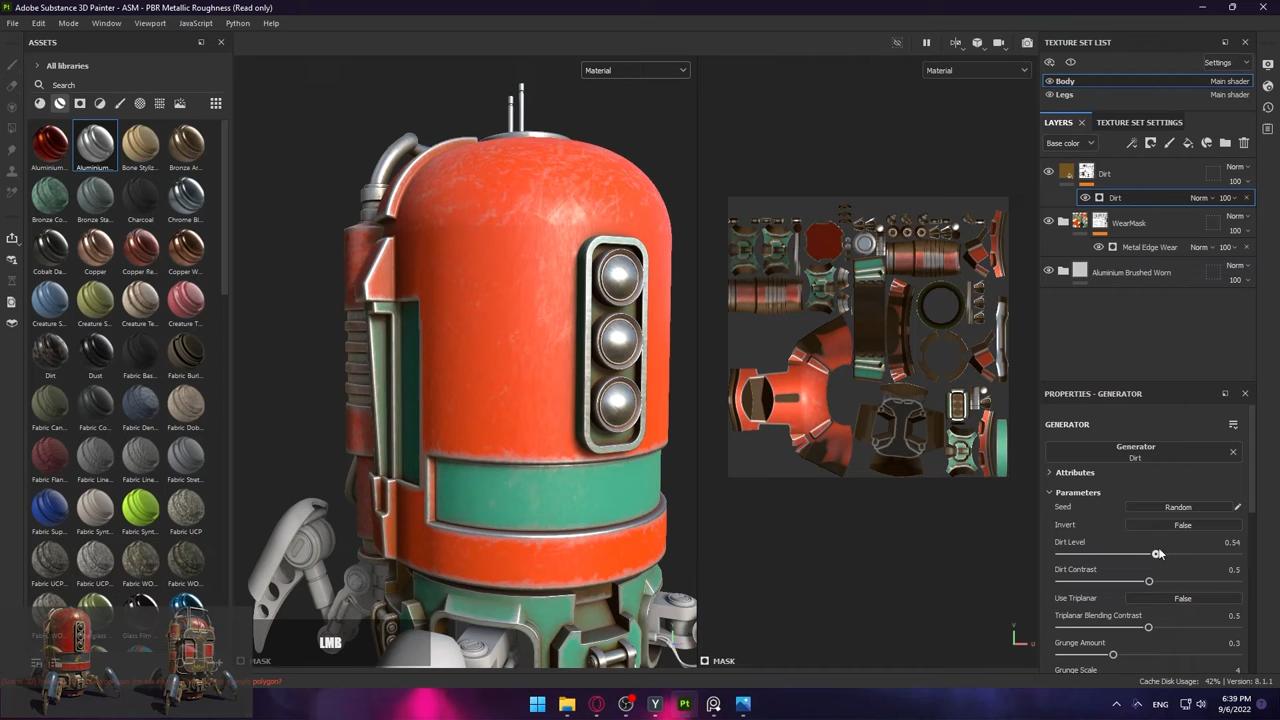 Pt Adobe Substance 3D Painter - ASM - PBR Metallic Roughness (Read only)
File Edit Mode Window Viewport JavaScript Python Help
ASSETS
All libraries
Search
Aluminium... Aluminium... Bone Styliz... Bronze Ar...
Bronze Co... Bronze Sta... Charcoal Chrome Bl...
Cobalt Da... Copper Copper Re... Copper W...
Creature S... Creature S... Creature Te... Creature T...
Dirt Dust Fabric Bas... Fabric Burl...
Fabric Can... Fabric Co... Fabric Deni... Fabric Dob...
Fabric Flan... Fabric Line... Fabric Line... Fabric Stret...
Fabric Sup... Fabric Synt... Fabric Synt... Fabric UCP
Fabric UCP... Fabric UCP... Fabric WO... Fabric WO...
Glass Film ...
polygon?
Material
LMB
MASK
Material
V
U
MASK
TEXTURE SET LIST
Settings
Body Main shader
Legs Main shader
LAYERS TEXTURE SET SETTINGS
Base color
Dirt Norm 100
Dirt Norm 100
WearMask Norm 100
Metal Edge Wear Norm 100
Aluminium Brushed Worn Norm 100
PROPERTIES - GENERATOR
GENERATOR
Generator
Dirt
Attributes
Parameters
Seed Random
Invert False
Dirt Level 0.54
Dirt Contrast 0.5
Use Triplanar False
Triplanar Blending Contrast 0.5
Grunge Amount 0.3
Grunge Scale 4
Cache Disk Usage: 42% | Version: 8.1.1
Y Pt
ENG
6:39 PM
9/6/2022